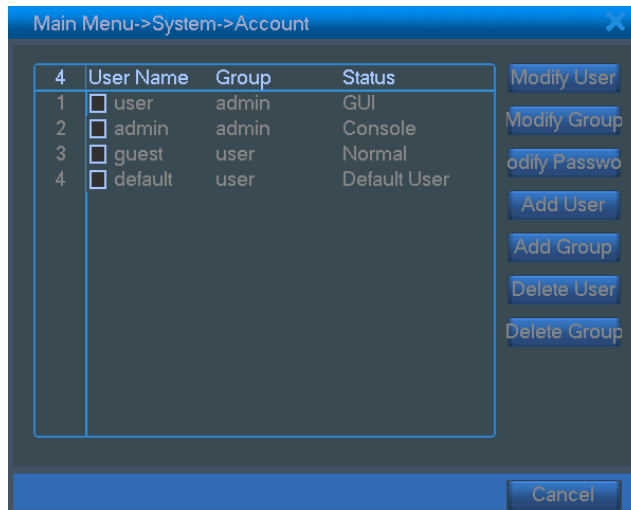 Main Menu->System->Account
4 User Name Group Status
1 user admin GUI
2 admin admin Console
3 guest user Normal
4 default user Default User
Modify User
Modify Group
odify Passwo
Add User
Add Group
Delete User
Delete Group
Cancel